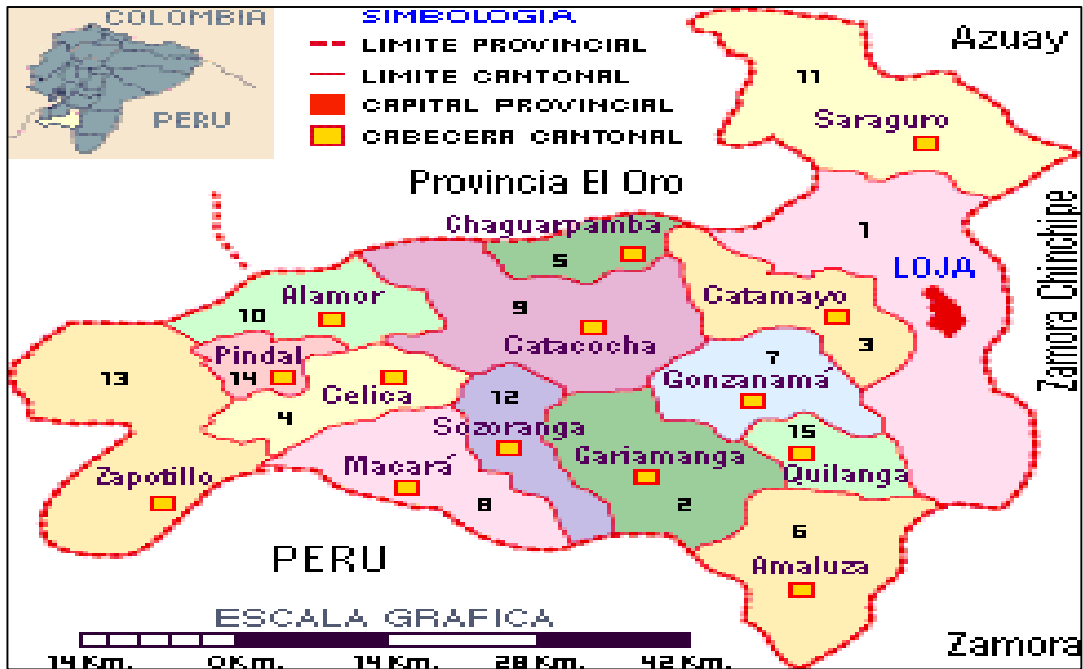 COLOMBIA
PERU
SIMBOLOGIA
LIMITE PROVINCIAL
LIMITE CANTONAL
CAPITAL PROVINCIAL
CABECERA CANTONAL
Azuay
11
Saraguro
Provincia El Oro
Zamora Chinchipe
Chaguarpamba
5
1
LOJA
Alamor
10
9
Catacocha
Catamayo
3
Pindal
14
13
Celica
4
12
Sozoranga
7
Gonzanamá
15
Quilanga
Zapotillo
Macará
8
Cariamanga
2
6
Amaluza
PERU
ESCALA GRAFICA
14 Km. 0Km. 14 Km. 28 Km. 42 Km.
Zamora